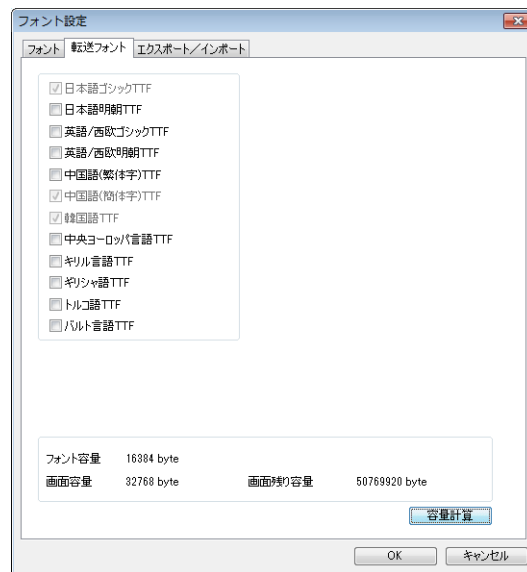 フォント設定
フォント 転送フォント エクスポート／インポート
日本語ゴシックTTF
日本語明朝TTF
英語/西欧ゴシックTTF
英語/西欧明朝TTF
中国語(繁体字)TTF
中国語(簡体字)TTF
韓国語TTF
中央ヨーロッパ言語TTF
キリル言語TTF
ギリシャ語TTF
トルコ語TTF
バルト言語TTF
フォント容量 16384 byte
画面容量 32768 byte 画面残り容量 50769920 byte
容量計算
OK キャンセル